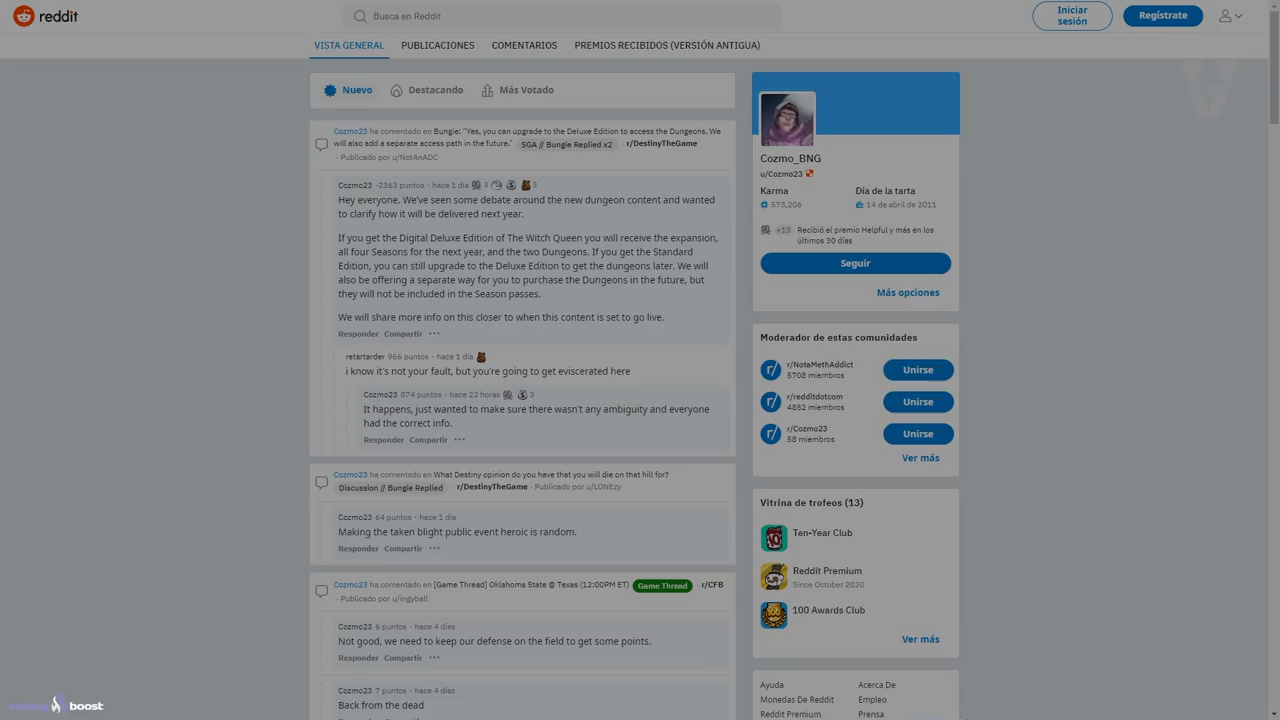 reddit
Busca en Reddit
Iniciar
sesión
Regístrate
VISTA GENERAL PUBLICACIONES COMENTARIOS PREMIOS RECIBIDOS (VERSIÓN ANTIGUA)
Nuevo Destacando Más Votado
Cozmo23 ha comentado en Bungie: "Yes, you can upgrade to the Deluxe Edition to access the Dungeons. We
will also add a separate access path in the future." SGA // Bungie Replied x2 · r/DestinyTheGame
· Publicado por u/NotAnADC
Cozmo23 -2363 puntos · hace 1 día 3 3
Hey everyone. We've seen some debate around the new dungeon content and wanted
to clarify how it will be delivered next year.
If you get the Digital Deluxe Edition of The Witch Queen you will receive the expansion,
all four Seasons for the next year, and the two Dungeons. If you get the Standard
Edition, you can still upgrade to the Deluxe Edition to get the dungeons later. We will
also be offering a separate way for you to purchase the Dungeons in the future, but
they will not be included in the Season passes.
We will share more info on this closer to when this content is set to go live.
Responder Compartir ···
retartarder 966 puntos · hace 1 día
i know it's not your fault, but you're going to get eviscerated here
Cozmo23 874 puntos · hace 22 horas 3
It happens, just wanted to make sure there wasn't any ambiguity and everyone
had the correct info.
Responder Compartir ···
Cozmo23 ha comentado en What Destiny opinion do you have that you will die on that hill for?
Discussion // Bungie Replied · r/DestinyTheGame · Publicado por u/LONEzy
Cozmo23 64 puntos · hace 1 día
Making the taken blight public event heroic is random.
Responder Compartir ···
Cozmo23 ha comentado en [Game Thread] Oklahoma State @ Texas (12:00PM ET) Game Thread · r/CFB
· Publicado por u/ingyball
Cozmo23 6 puntos · hace 4 días
Not good, we need to keep our defense on the field to get some points.
Responder Compartir ···
Cozmo23 7 puntos · hace 4 días
Back from the dead
Cozmo_BNG
u/Cozmo23
Karma Día de la tarta
573,206 14 de abril de 2011
+13 Recibió el premio Helpful y más en los
últimos 30 días
Seguir
Más opciones
Moderador de estas comunidades
r/NotaMethAddict
5708 miembros
Unirse
r/redditdotcom
4852 miembros
Unirse
r/Cozmo23
58 miembros
Unirse
Ver más
Vitrina de trofeos (13)
Ten-Year Club
Reddit Premium
Since October 2020
100 Awards Club
Ver más
Ayuda Acerca De
Monedas De Reddit Empleo
Reddit Premium Prensa
boost